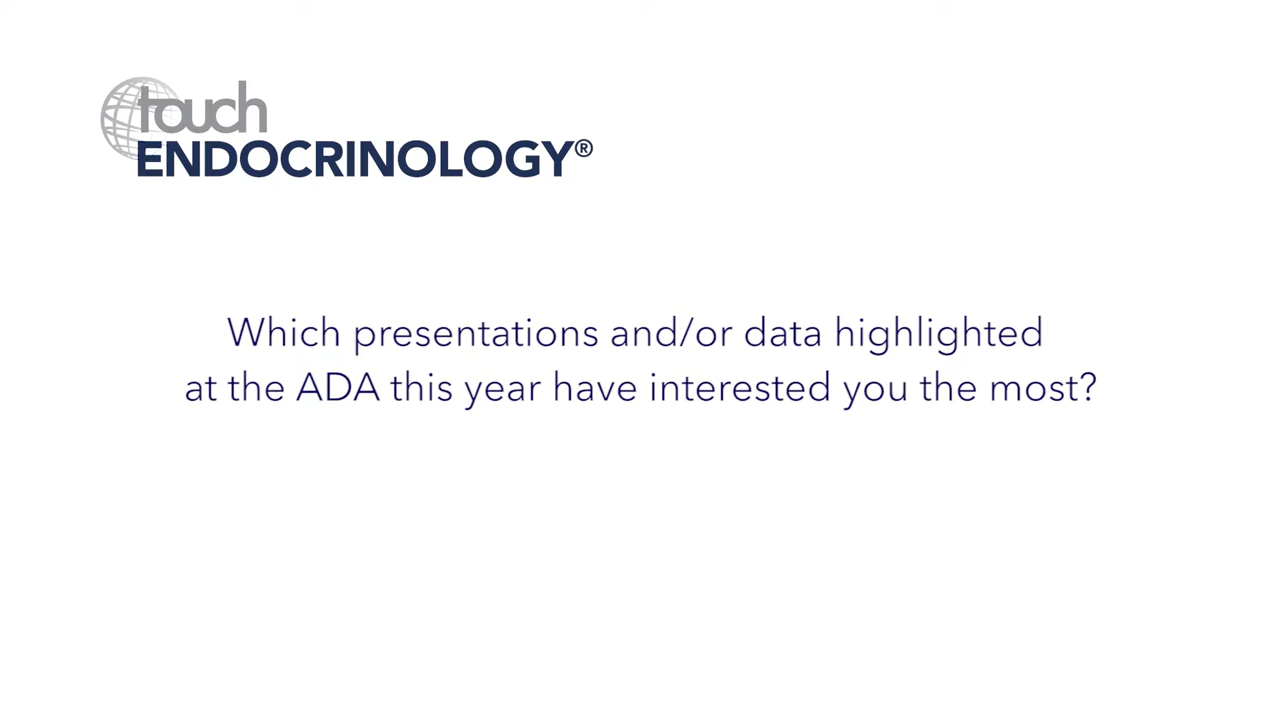 touch
ENDOCRINOLOGY®
Which presentations and/or data highlighted
at the ADA this year have interested you the most?